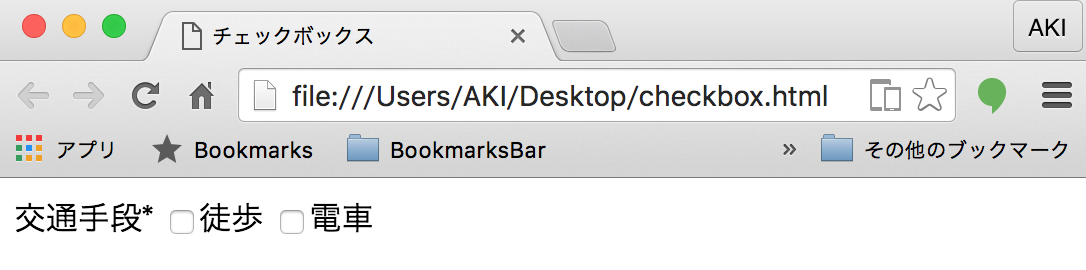 チェックボックス
AKI
file:///Users/AKI/Desktop/checkbox.html
アプリ Bookmarks BookmarksBar » その他のブックマーク
交通手段* 徒歩 電車